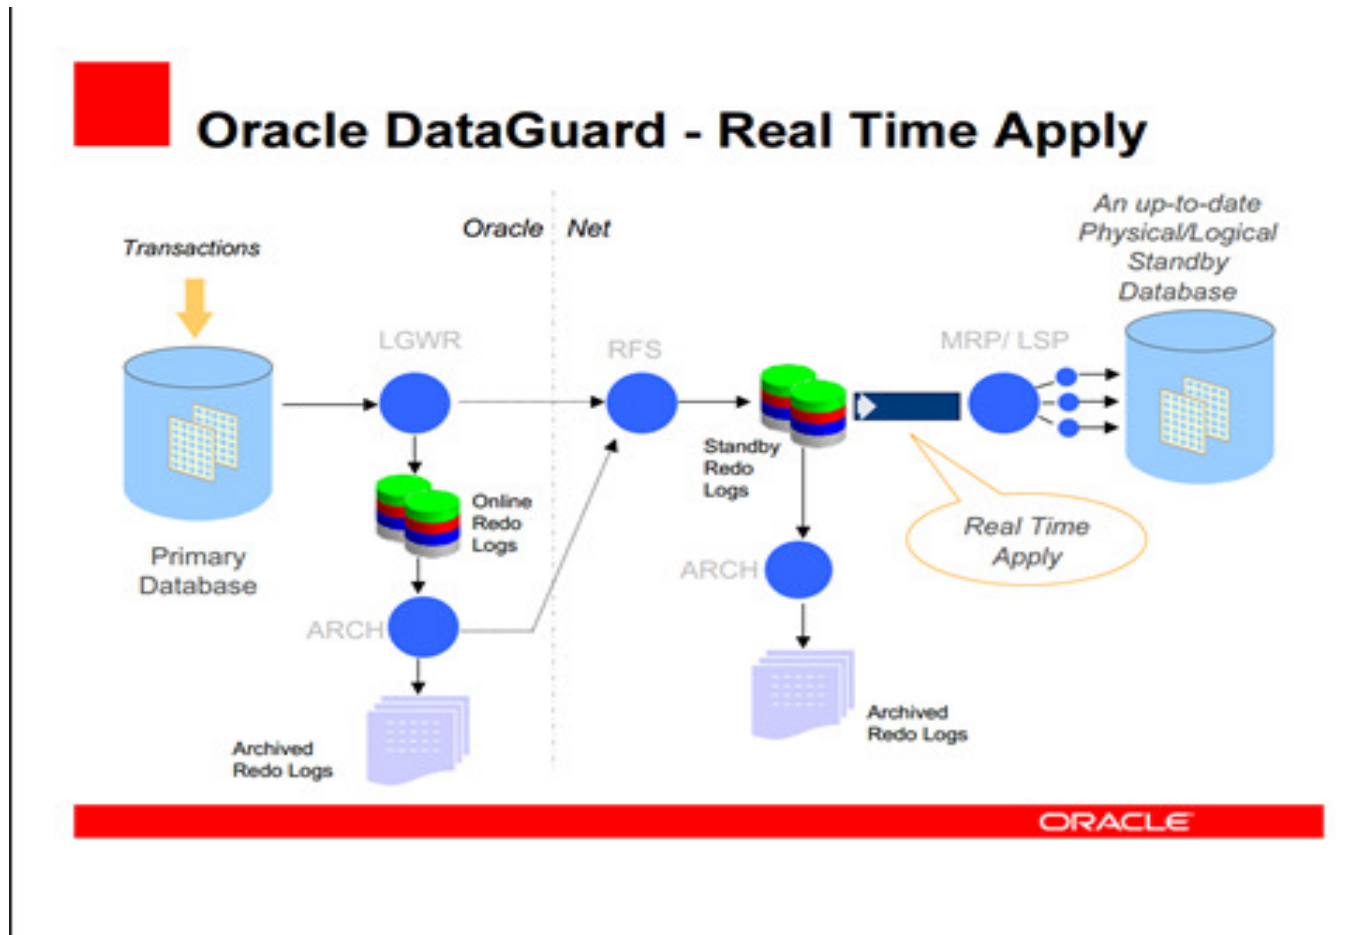 Oracle DataGuard - Real Time Apply
Transactions
Oracle Net
An up-to-date
Physical/Logical
Standby
Database
LGWR
RFS
MRP/ LSP
Primary
Database
Online
Redo
Logs
Standby
Redo
Logs
Real Time
Apply
ARCH
ARCH
Archived
Redo Logs
Archived
Redo Logs
ORACLE